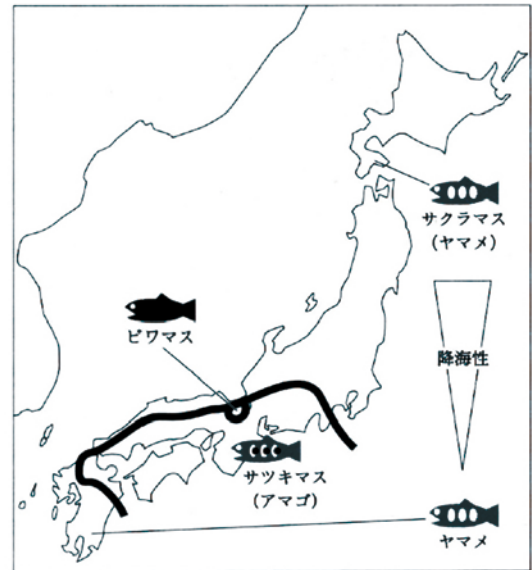 サクラマス
(ヤマメ)
ビワマス
降海性
サツキマス
(アマゴ)
ヤマメ